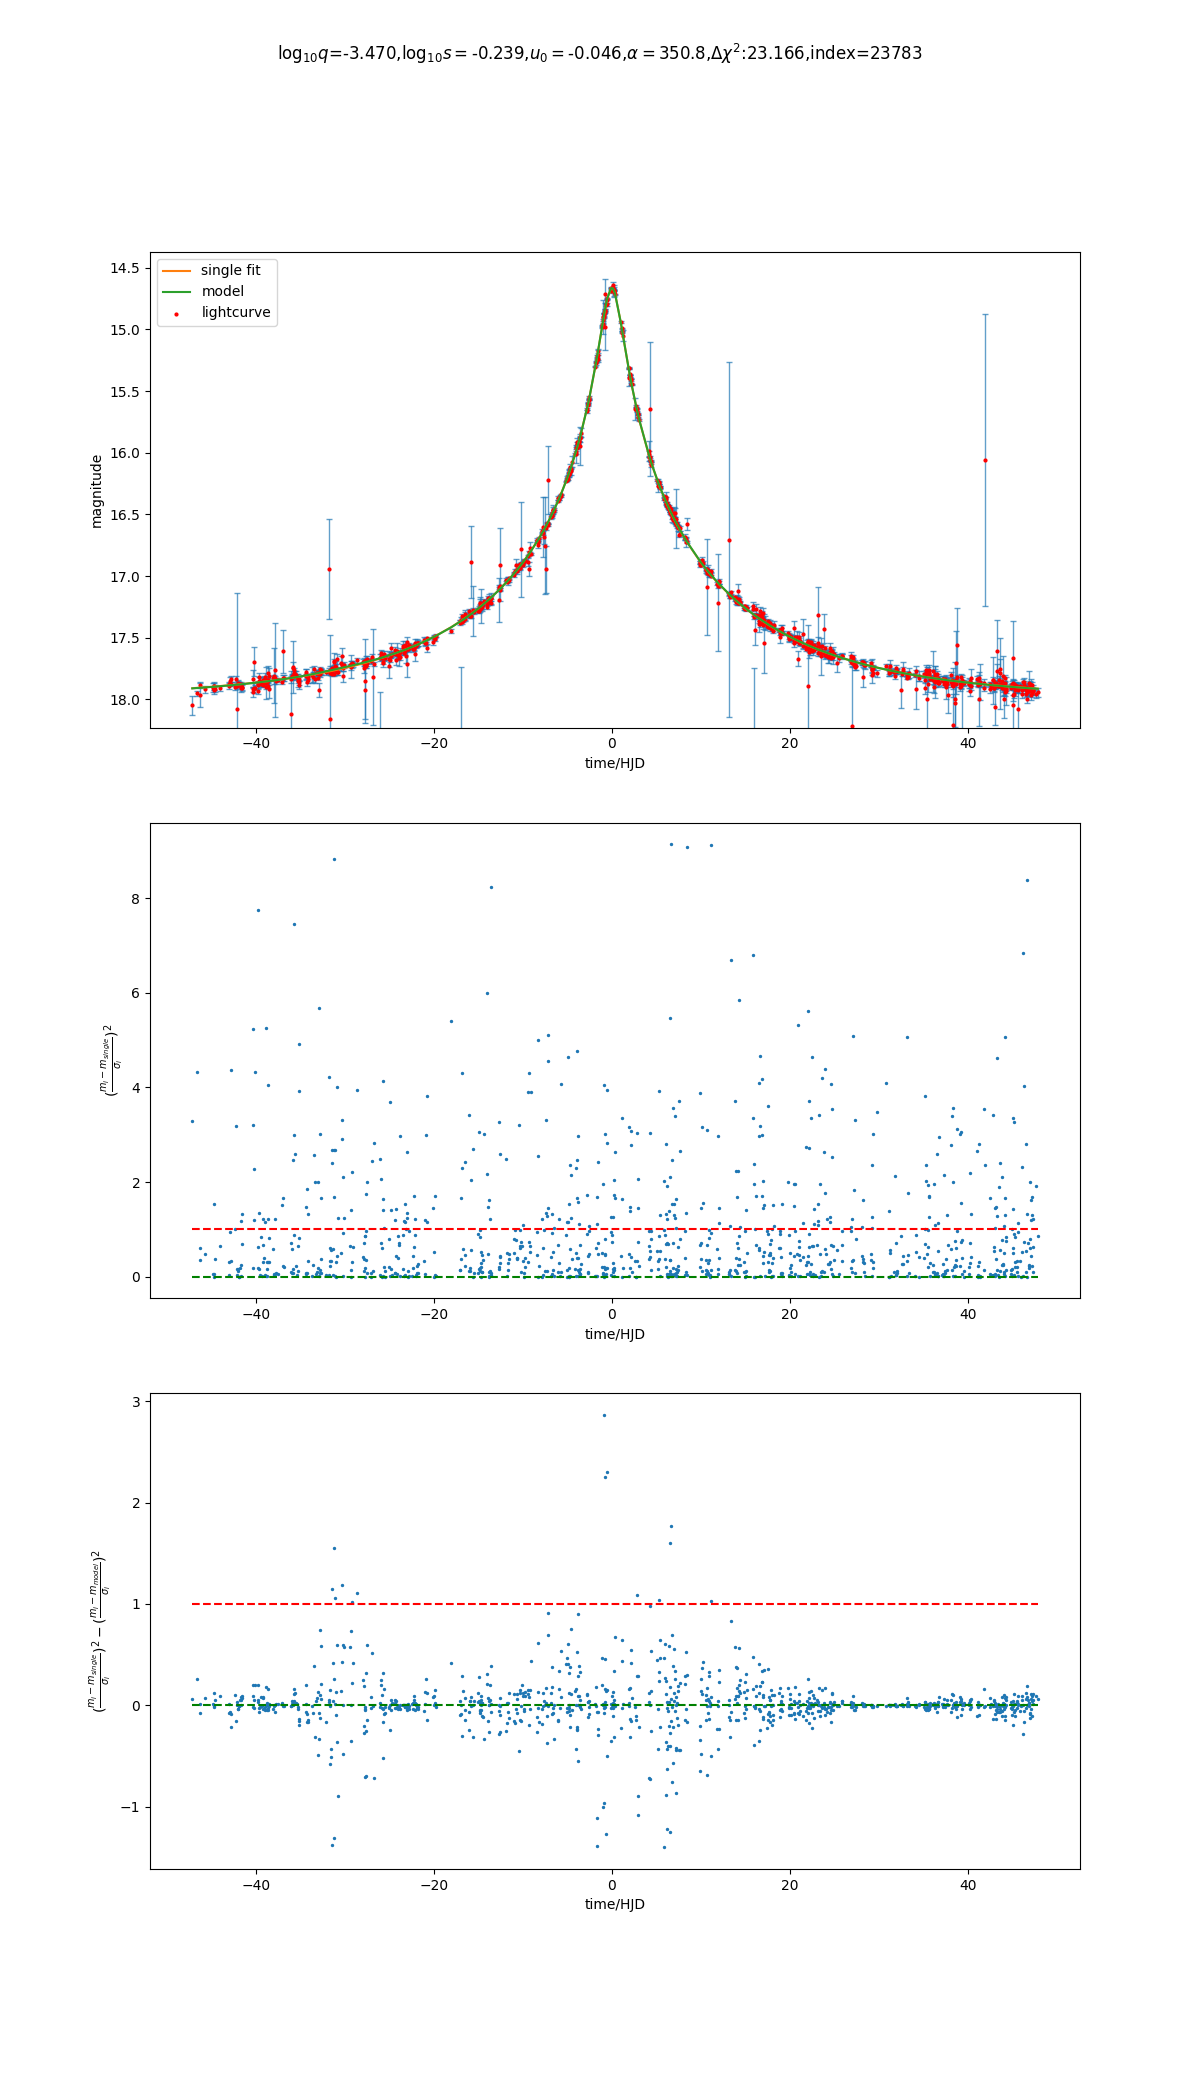 log₁₀q=-3.470,log₁₀s = -0.239,u₀ = -0.046,α = 350.8,Δχ²:23.166,index=23783
single fit
model
lightcurve
14.5
15.0
15.5
16.0
16.5
17.0
17.5
18.0
magnitude
−40 −20 0 20 40
time/HJD
8
6
4
2
0
(mᵢ − m_single / σᵢ)²
−40 −20 0 20 40
time/HJD
3
2
1
0
−1
(mᵢ − m_single / σᵢ)² − (mᵢ − m_model / σᵢ)²
−40 −20 0 20 40
time/HJD